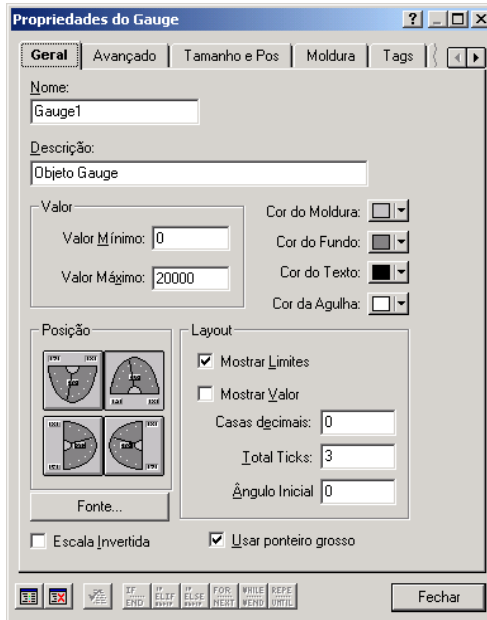 Propriedades do Gauge
Geral Avançado Tamanho e Pos Moldura Tags
Nome:
Gauge1
Descrição:
Objeto Gauge
Valor
Valor Mínimo: 0
Valor Máximo: 20000
Cor do Moldura:
Cor do Fundo:
Cor do Texto:
Cor da Agulha:
Posição
Fonte...
Layout
Mostrar Limites
Mostrar Valor
Casas decimais: 0
Total Ticks: 3
Ângulo Inicial 0
Escala Invertida
Usar ponteiro grosso
IF END
IF ELIF
IF ELSE
FOR NEXT
WHILE WEND
REPE UNTIL
Fechar